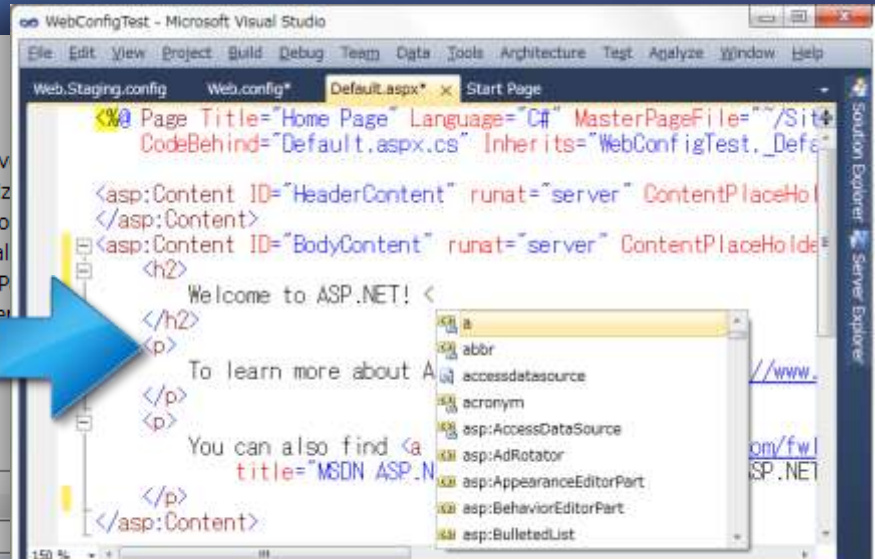 WebConfigTest - Microsoft Visual Studio
File Edit View Project Build Debug Team Data Tools Architecture Test Analyze Window Help
Web.Staging.config Web.config* Default.aspx* × Start Page
<%@ Page Title="Home Page" Language="C#" MasterPageFile="~/Sit
CodeBehind="Default.aspx.cs" Inherits="WebConfigTest._Defa
<asp:Content ID="HeaderContent" runat="server" ContentPlaceHol
</asp:Content>
<asp:Content ID="BodyContent" runat="server" ContentPlaceHolde
<h2>
Welcome to ASP.NET! <
</h2>
<p>
To learn more about A //www.
</p>
<p>
You can also find <a om/fwl
title="MSDN ASP.N SP.NET
</p>
</asp:Content>
a
abbr
accessdatasource
acronym
asp:AccessDataSource
asp:AdRotator
asp:AppearanceEditorPart
asp:BehaviorEditorPart
asp:BulletedList
150 %
Solution Explorer
Server Explorer